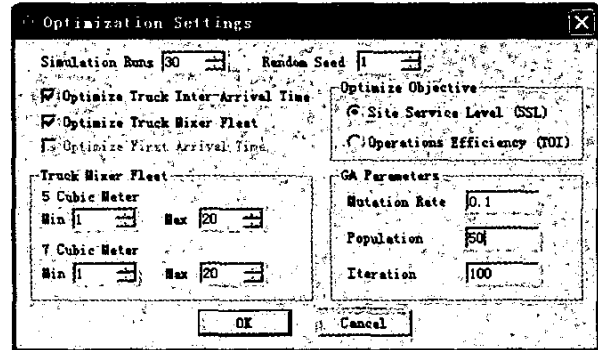 Optimization Settings
Simulation Runs 30 Random Seed 1
Optimize Truck Inter-Arrival Time
Optimize Truck Mixer Fleet
Optimize First Arrival Time
Optimize Objective
Site Service Level (SSL)
Operations Efficiency (TOI)
Truck Mixer Fleet
5 Cubic Meter
Min 1 Max 20
7 Cubic Meter
Min 1 Max 20
GA Parameters
Mutation Rate 0.1
Population 50
Iteration 100
OK Cancel